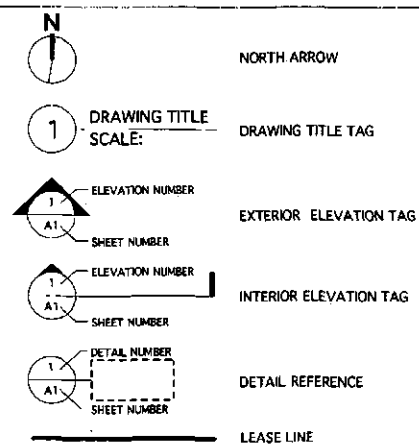 N
NORTH ARROW
1 DRAWING TITLE
SCALE:
DRAWING TITLE TAG
ELEVATION NUMBER
1
A1
SHEET NUMBER
EXTERIOR ELEVATION TAG
ELEVATION NUMBER
1
A1
SHEET NUMBER
INTERIOR ELEVATION TAG
DETAIL NUMBER
1
A1
SHEET NUMBER
DETAIL REFERENCE
LEASE LINE